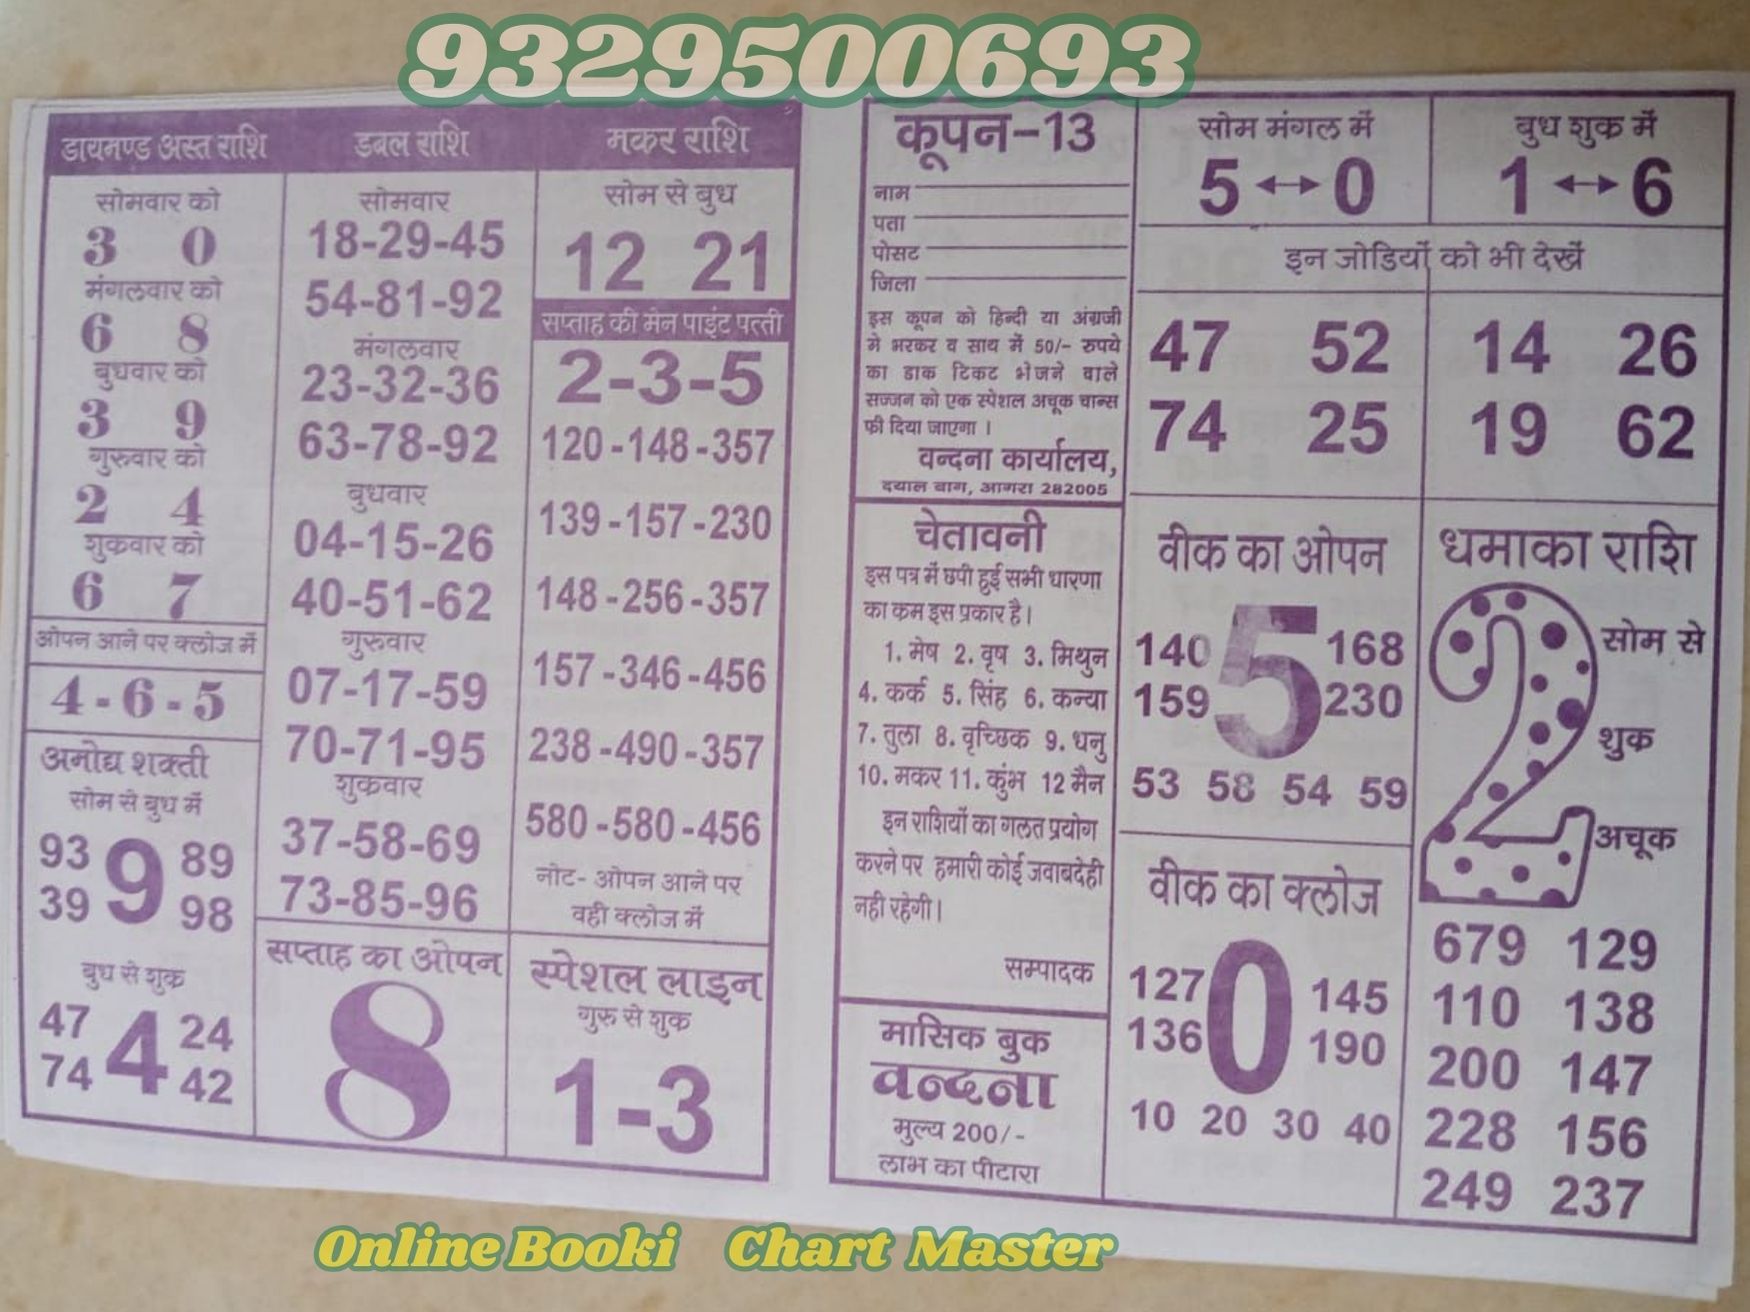 9329500693
डायमण्ड अस्त राशि
सोमवार को
3 0
मंगलवार को
6 8
बुधवार को
3 9
गुरुवार को
2 4
शुक्रवार को
6 7
ओपन आने पर क्लोज में
4 - 6 - 5
अमोद्य शक्ती
सोम से बुध में
93 9 89
39 98
बुध से शुक्र
47 4 24
74 42
डबल राशि
सोमवार
18-29-45
54-81-92
मंगलवार
23-32-36
63-78-92
बुधवार
04-15-26
40-51-62
गुरुवार
07-17-59
70-71-95
शुक्रवार
37-58-69
73-85-96
सप्ताह का ओपन
8
मकर राशि
सोम से बुध
12 21
सप्ताह की मेन पाइंट पत्ती
2-3-5
120-148-357
139-157-230
148-256-357
157-346-456
238-490-357
580-580-456
नोट- ओपन आने पर
वही क्लोज में
स्पेशल लाइन
गुरु से शुक्र
1-3
कूपन-13
नाम
पता
पोसट
जिला
इस कूपन को हिन्दी या अंग्रजी
मे भरकर व साथ में 50/- रुपये
का डाक टिकट भेजने वाले
सज्जन को एक स्पेशल अचूक चान्स
फ्री दिया जाएगा।
वन्दना कार्यालय,
दयाल बाग, आगरा 282005
चेतावनी
इस पत्र में छपी हुई सभी धारणा
का कम इस प्रकार है।
1. मेष 2. वृष 3. मिथुन
4. कर्क 5. सिंह 6. कन्या
7. तुला 8. वृच्छिक 9. धनु
10. मकर 11. कुंभ 12 मैन
इन राशियों का गलत प्रयोग
करने पर हमारी कोई जवाबदेही
नही रहेगी।
सम्पादक
मासिक बुक
वन्दना
मुल्य 200/-
लाभ का पीटारा
सोम मंगल में
5 ↔ 0
बुध शुक्र में
1 ↔ 6
इन जोडियों को भी देखें
47 52 14 26
74 25 19 62
वीक का ओपन
140 5 168
159 230
53 58 54 59
वीक का क्लोज
127 0 145
136 190
10 20 30 40
धमाका राशि
2
सोम से
शुक्र
अचूक
679 129
110 138
200 147
228 156
249 237
Online Booki Chart Master